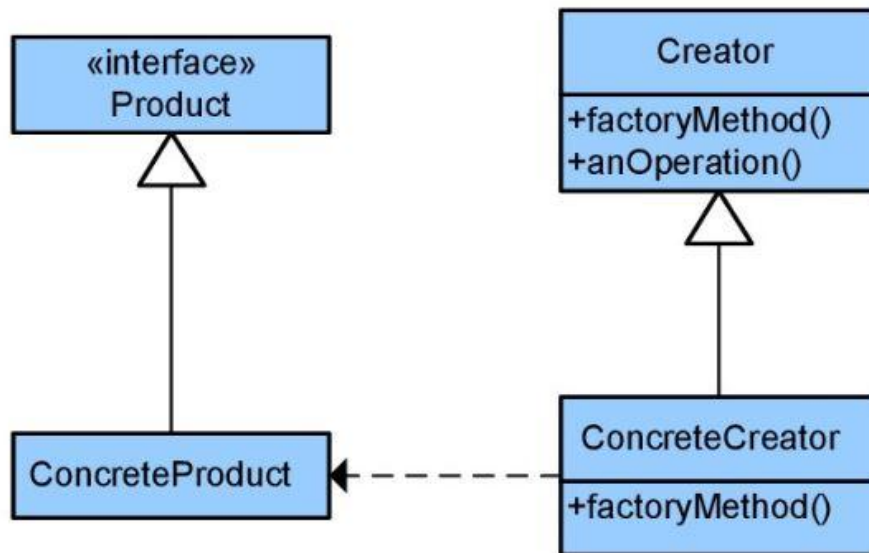 «interface»
Product
Creator
+factoryMethod()
+anOperation()
ConcreteProduct
ConcreteCreator
+factoryMethod()